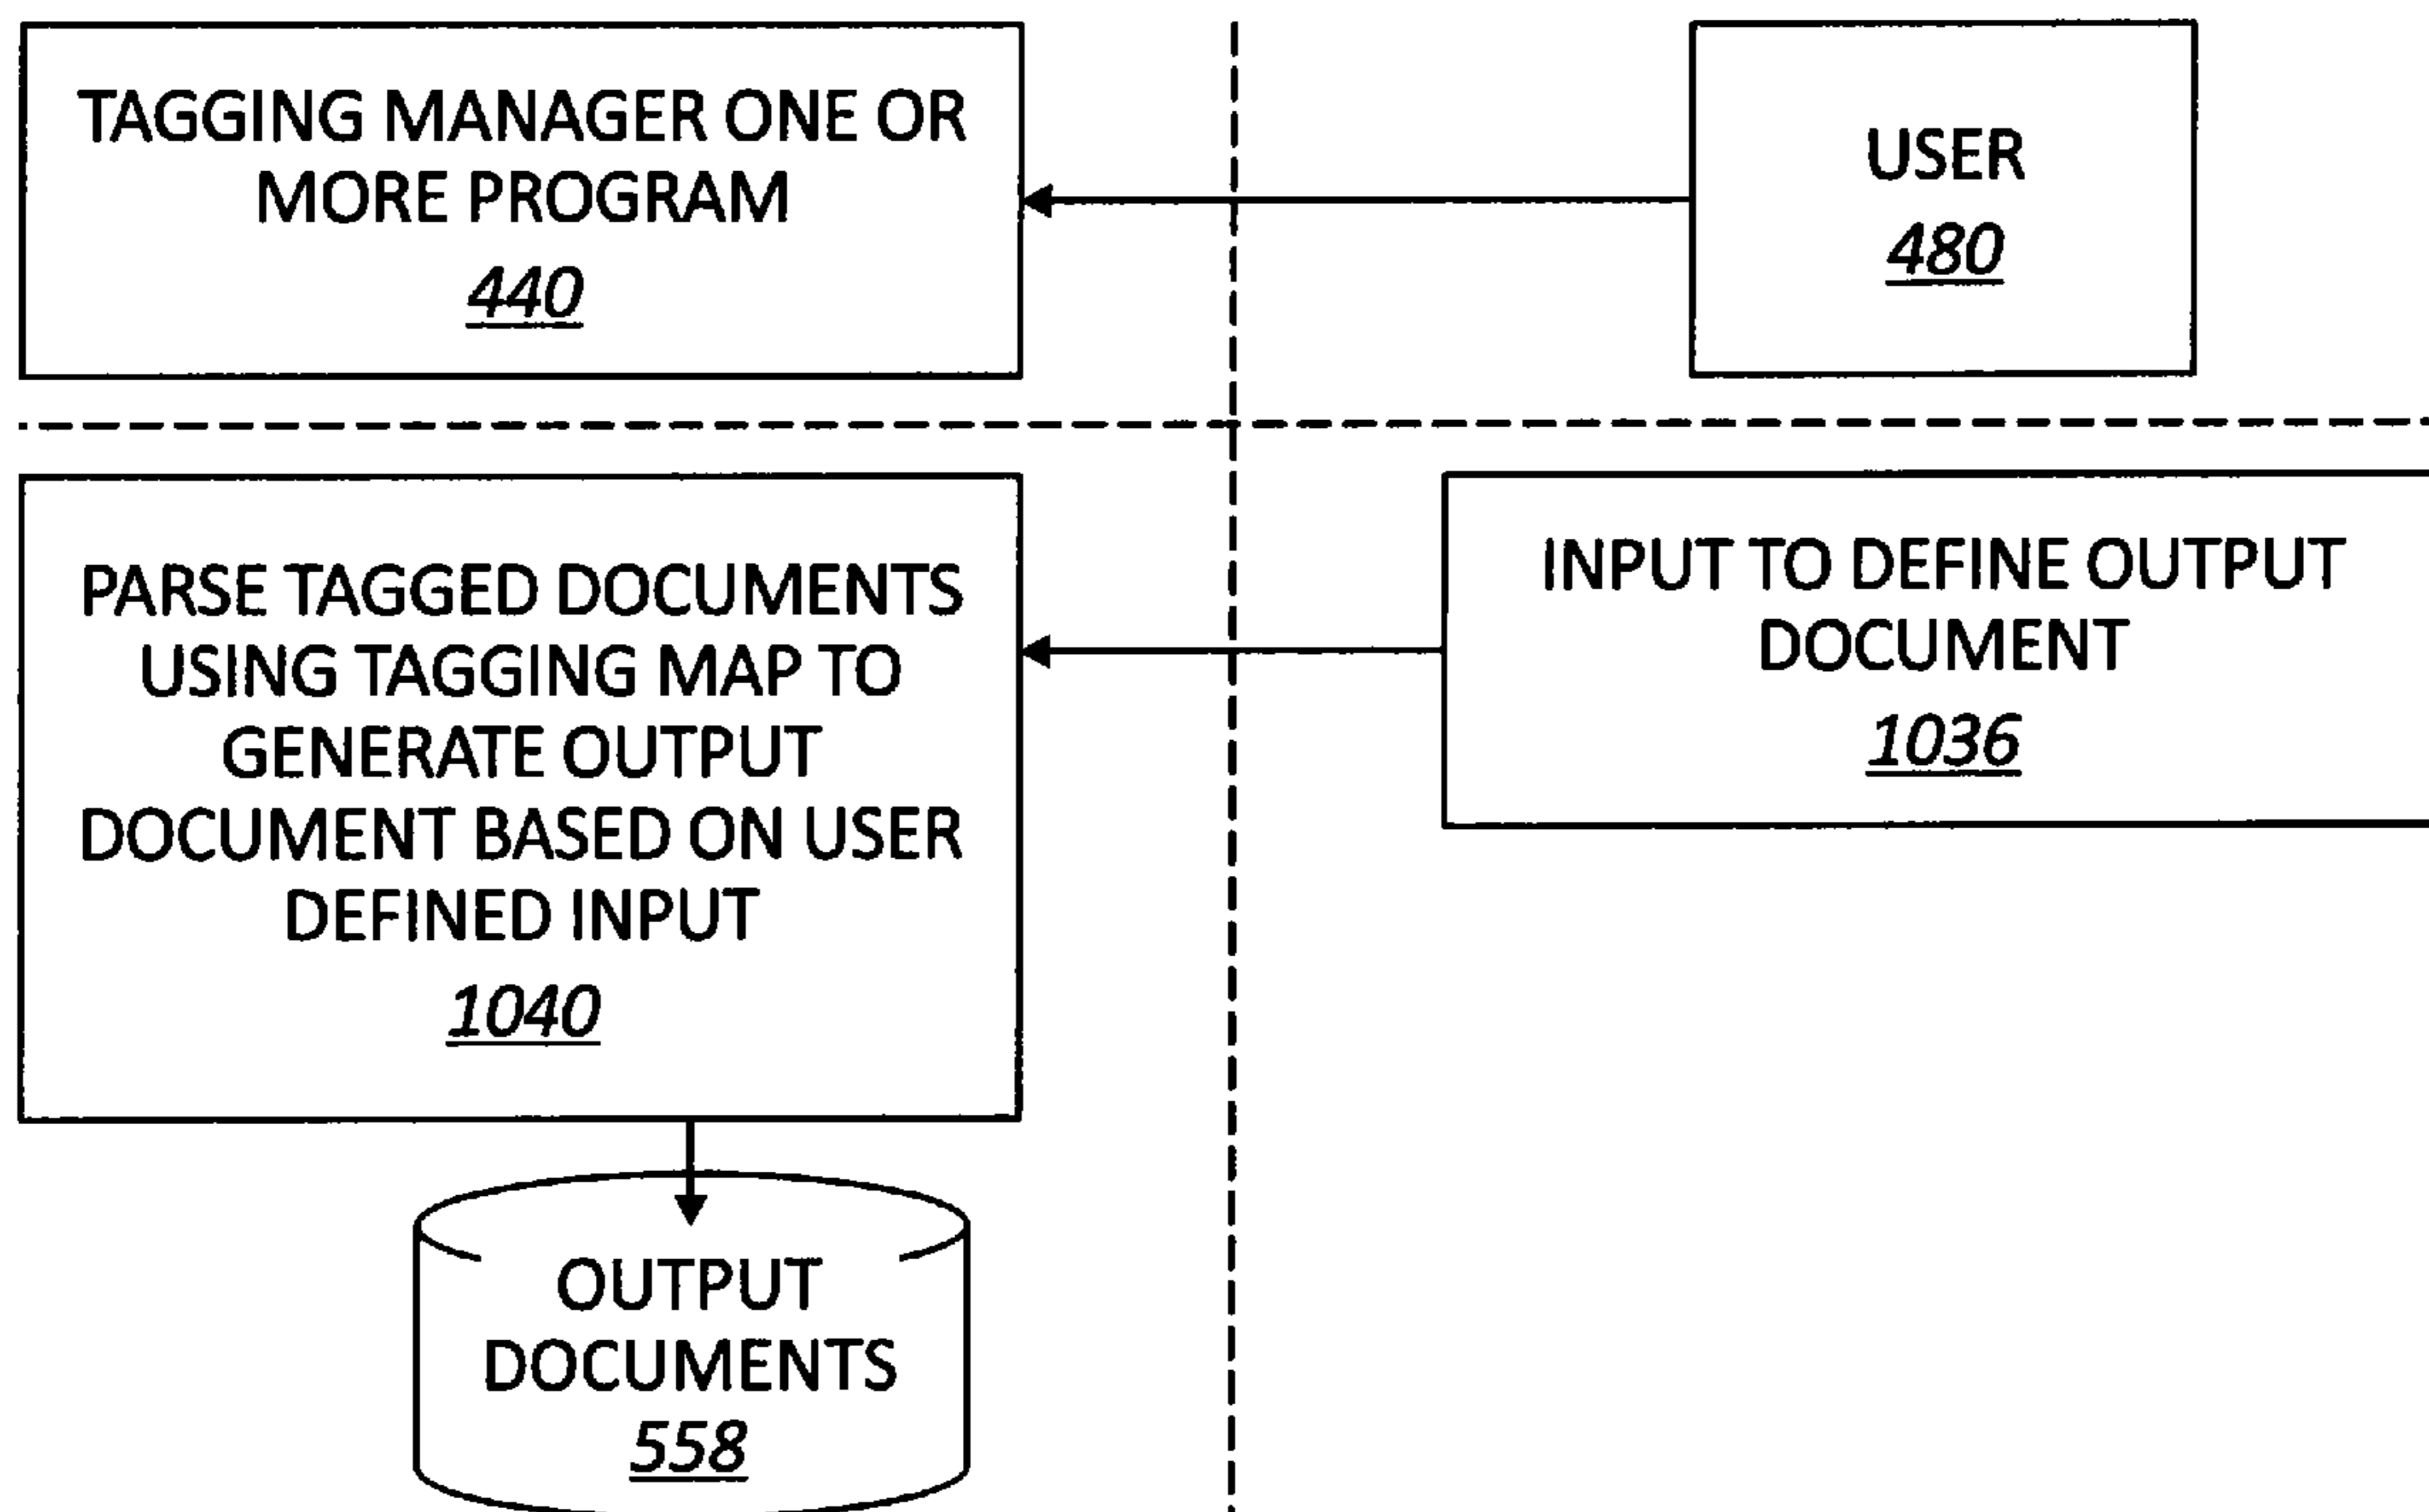 TAGGING MANAGER ONE OR
MORE PROGRAM
440
USER
480
PARSE TAGGED DOCUMENTS
USING TAGGING MAP TO
GENERATE OUTPUT
DOCUMENT BASED ON USER
DEFINED INPUT
1040
INPUT TO DEFINE OUTPUT
DOCUMENT
1036
OUTPUT
DOCUMENTS
558